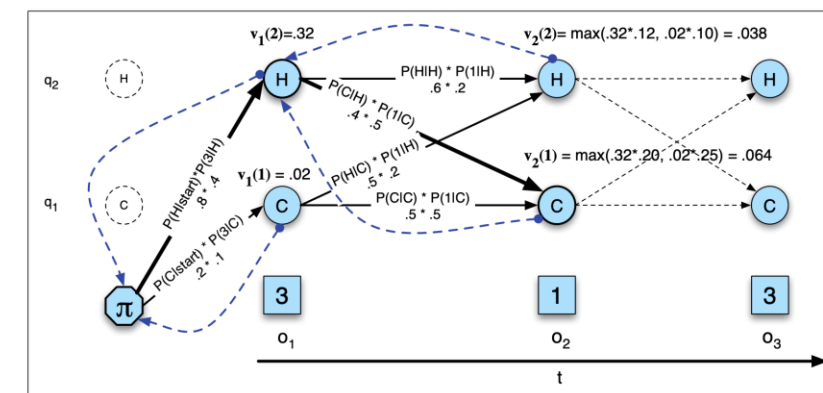 v₁(2)=.32
v₂(2)= max(.32*.12, .02*.10) = .038
q₂
H
H
P(H|H) * P(1|H)
.6 * .2
H
H
P(C|H) * P(1|C)
.4 * .5
P(H|start)*P(3|H)
.8 * .4
v₁(1) = .02
P(H|C) * P(1|H)
.5 * .2
v₂(1) = max(.32*.20, .02*.25) = .064
q₁
C
C
P(C|C) * P(1|C)
.5 * .5
C
C
P(C|start) * P(3|C)
.2 * .1
π
3
1
3
o₁
o₂
o₃
t